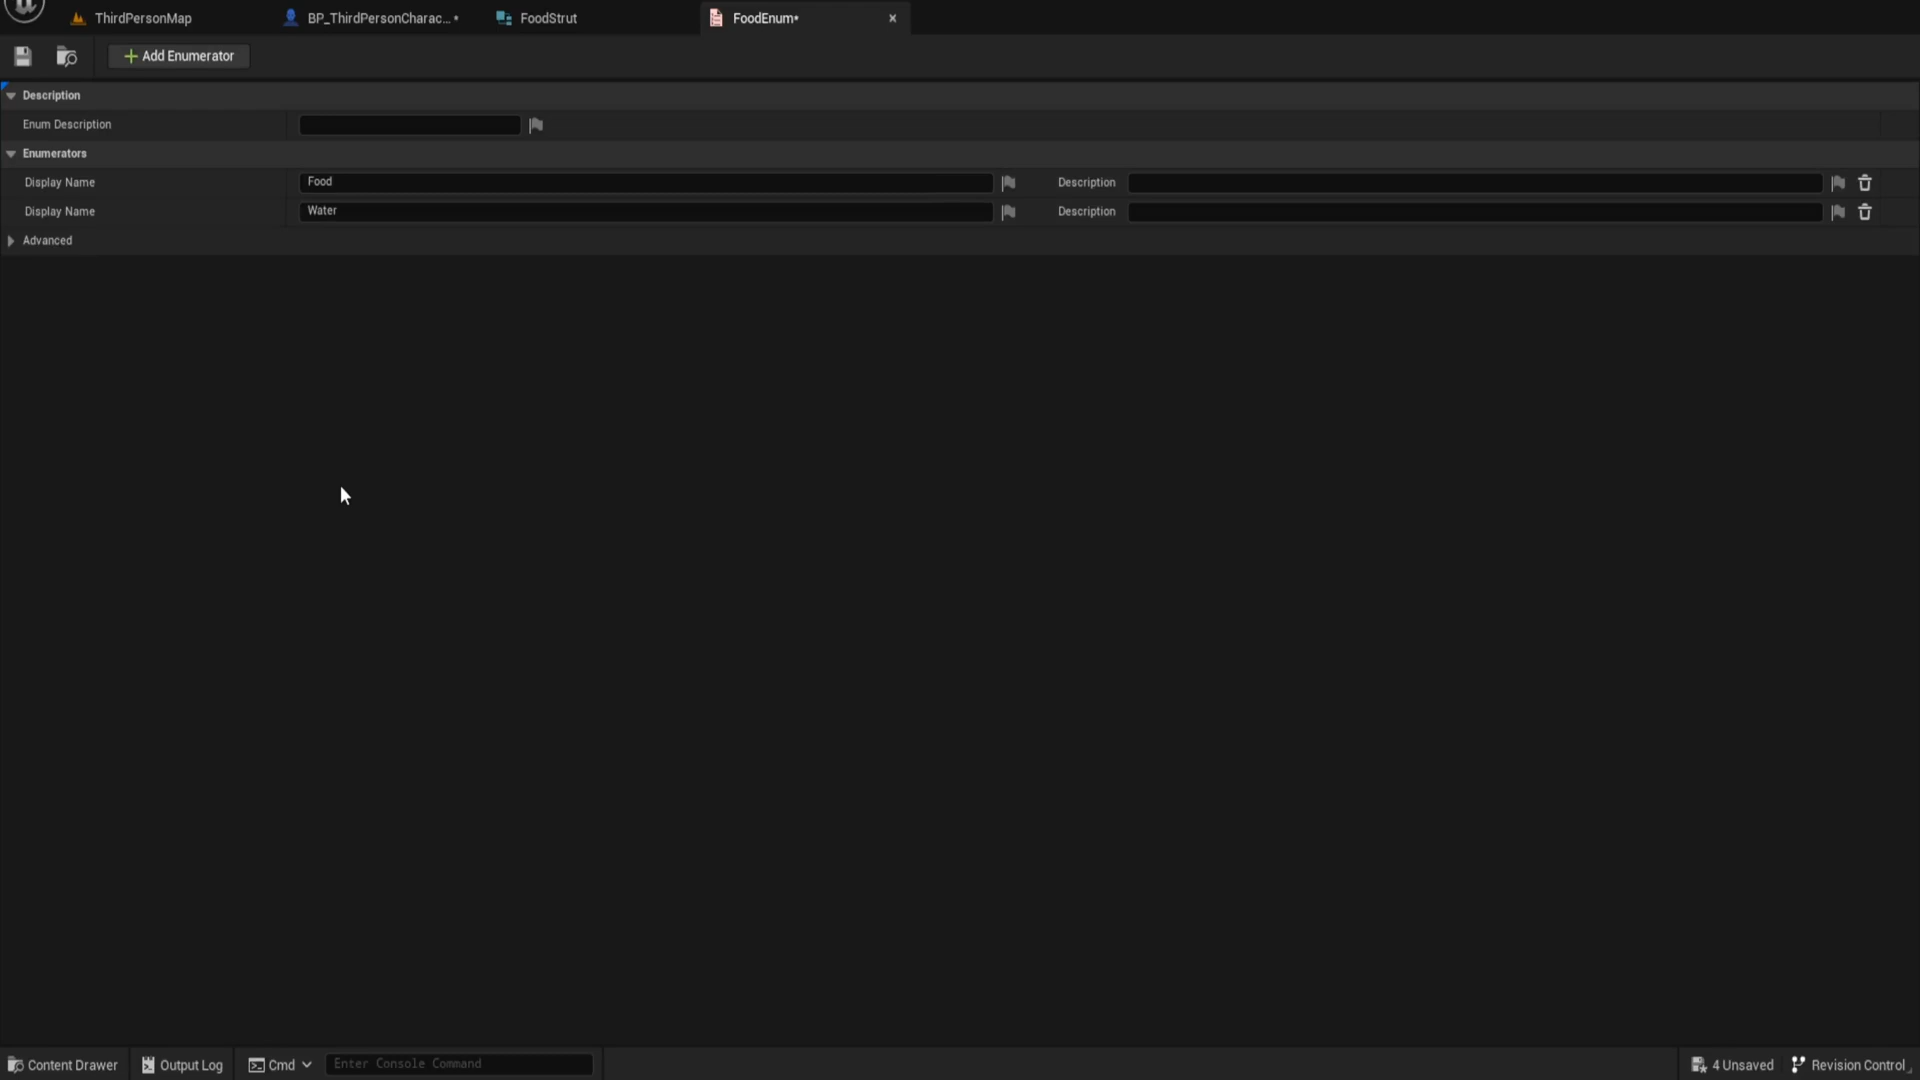 ThirdPersonMap
BP_ThirdPersonCharac... •
FoodStrut
FoodEnum•
Add Enumerator
Description
Enum Description
Enumerators
Display Name Food Description
Display Name Water Description
Advanced
Content Drawer Output Log Cmd Enter Console Command 4 Unsaved Revision Control